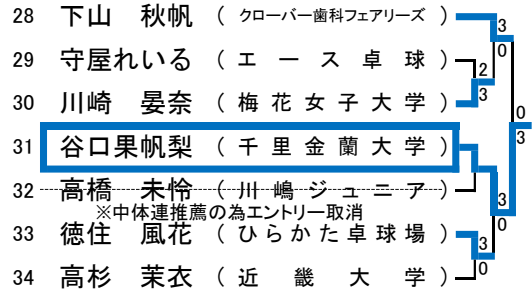 28 下山 秋帆 ( クローバー歯科フェアリーズ ) 3
0
29 守屋れいる ( エース卓球 ) 2
30 川崎 晏奈 ( 梅花女子大学 ) 3
0
3
31 谷口果帆梨 ( 千里金蘭大学 )
32 高橋 未怜 ( 川嶋ジュニア )
※中体連推薦の為エントリー取消
3
0
33 徳住 風花 ( ひらかた卓球場 ) 3
34 高杉 茉衣 ( 近畿大学 ) 0